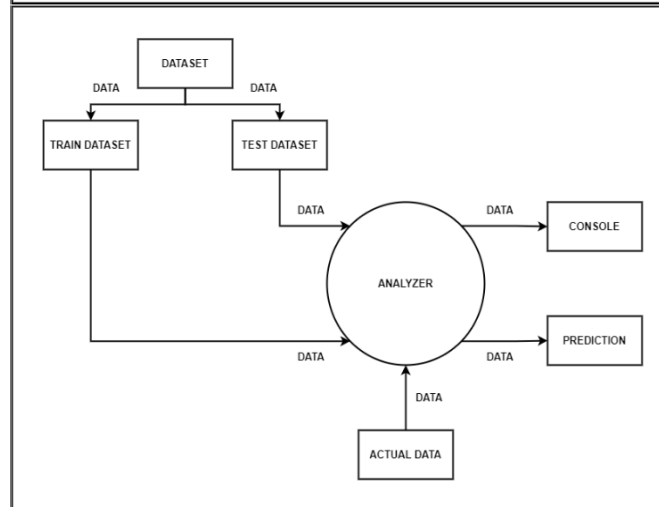 DATASET
DATA
DATA
TRAIN DATASET
TEST DATASET
DATA
DATA
CONSOLE
ANALYZER
PREDICTION
DATA
DATA
DATA
ACTUAL DATA